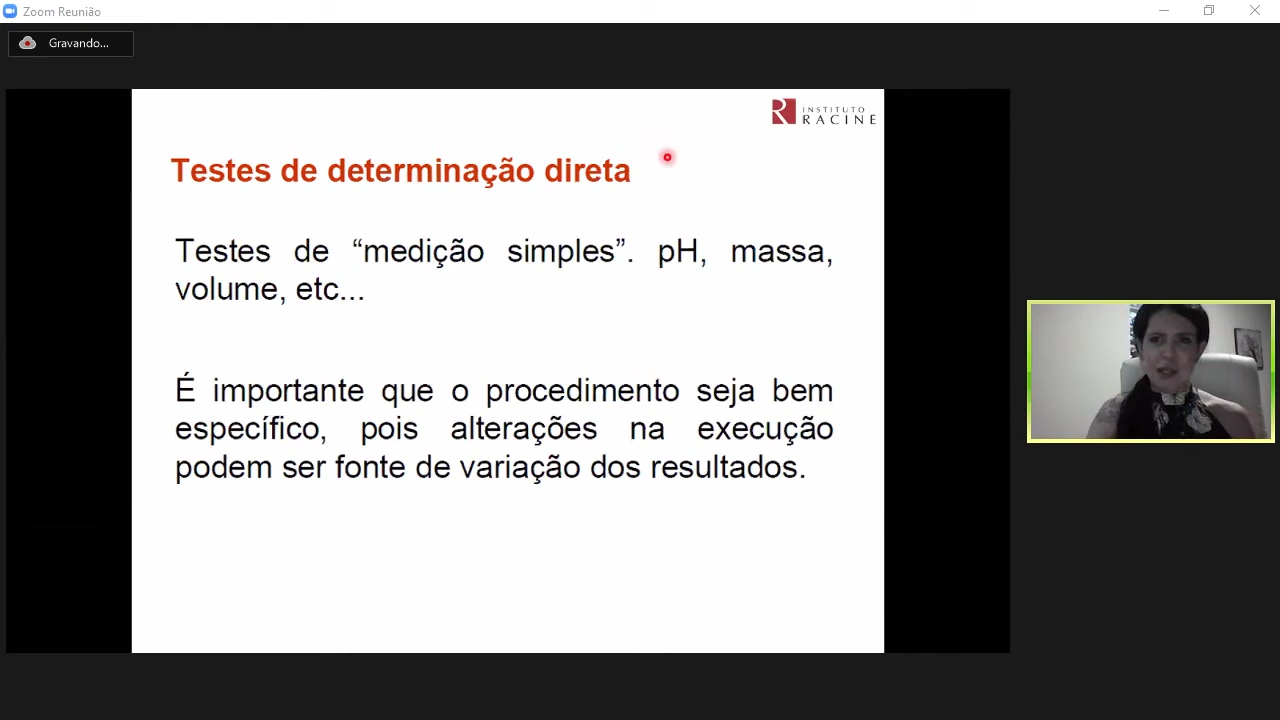 Zoom Reunião
Gravando...
INSTITUTO
RACINE
Testes de determinação direta
Testes de “medição simples”. pH, massa,
volume, etc...
É importante que o procedimento seja bem
específico, pois alterações na execução
podem ser fonte de variação dos resultados.